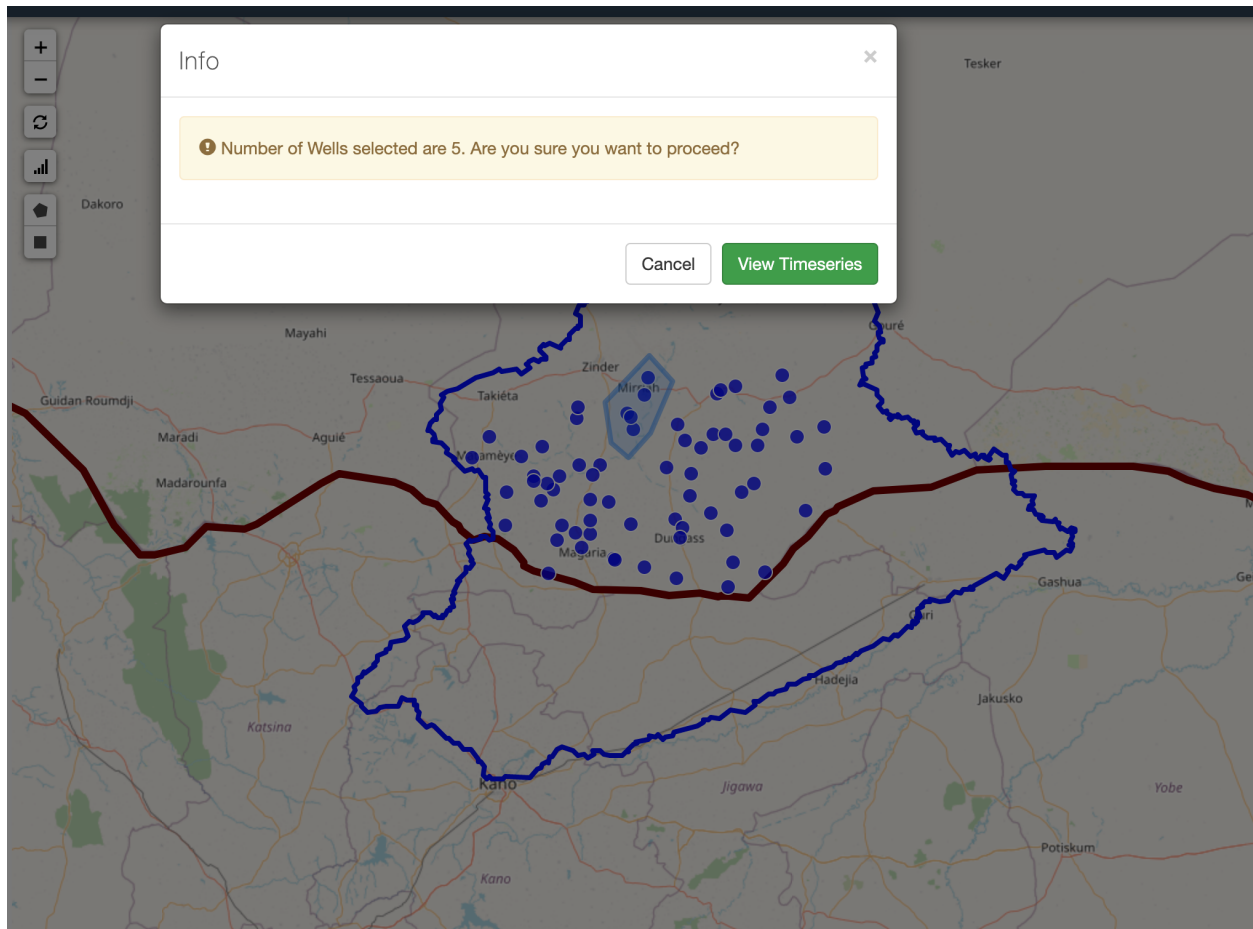 +
Info
×
Tesker
−
Number of Wells selected are 5. Are you sure you want to proceed?
Dakoro
Cancel
View Timeseries
Mayahi
Zinder
Tessaoua
Takiéta
Guidan Roumdji
Maradi
Aguié
Madarounfa
Magaria
Gashua
Hadejia
Jakusko
Katsina
Kano
Jigawa
Yobe
Potiskum
Kano